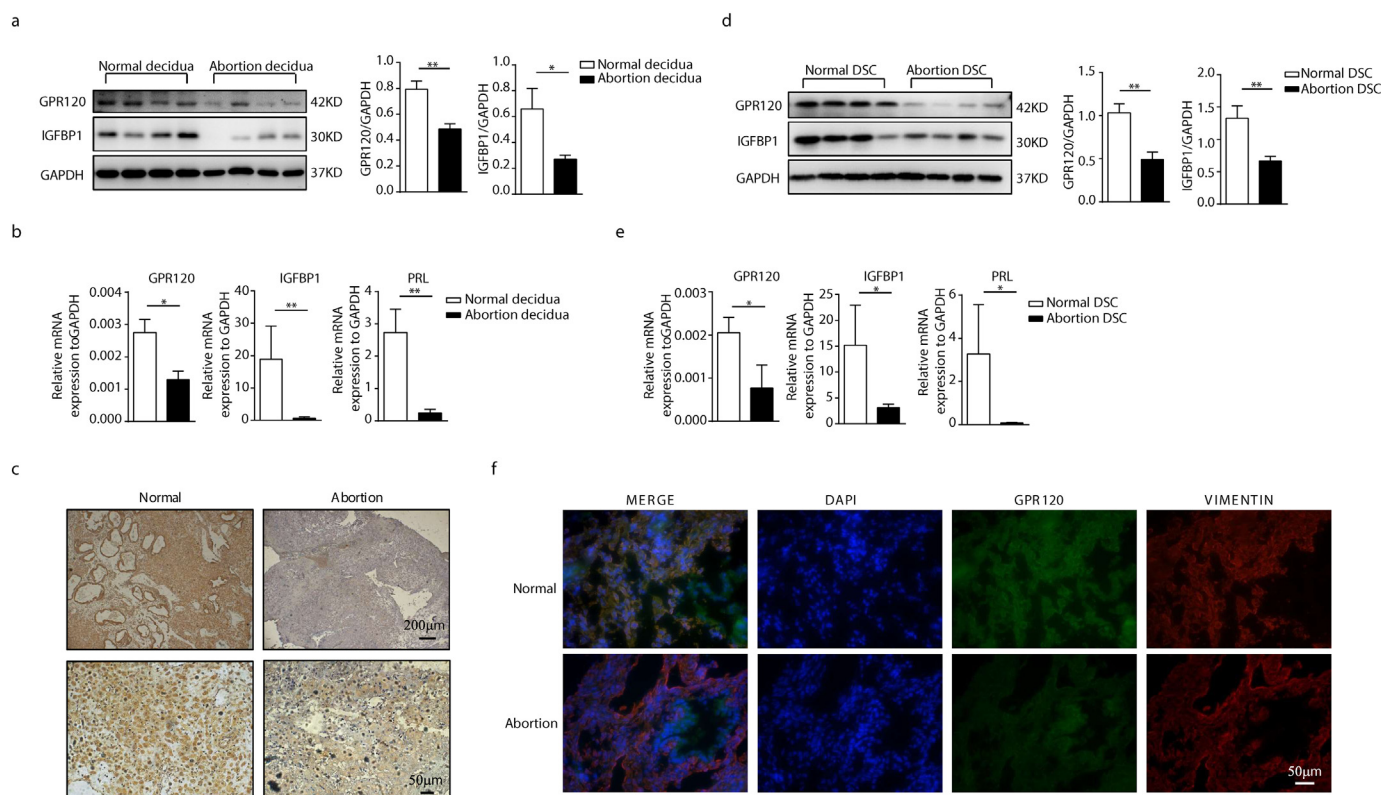 a
Normal decidua Abortion decidua
GPR120 42KD
IGFBP1 30KD
GAPDH 37KD
GPR120/GAPDH
1.0
0.8
0.6
0.4
0.2
0.0
**
IGFBP1/GAPDH
1.0
0.8
0.6
0.4
0.2
0
*
Normal decidua
Abortion decidua
d
Normal DSC Abortion DSC
GPR120 42KD
IGFBP1 30KD
GAPDH 37KD
GPR120/GAPDH
1.5
1.0
0.5
0.0
**
IGFBP1/GAPDH
2.0
1.5
1.0
0.5
0.0
**
Normal DSC
Abortion DSC
b
GPR120
Relative mRNA
expression toGAPDH
0.004
0.003
0.002
0.001
0.000
*
IGFBP1
Relative mRNA
expression to GAPDH
40
30
20
10
0
**
PRL
Relative mRNA
expression to GAPDH
4
3
2
1
0
**
Normal decidua
Abortion decidua
e
GPR120
Relative mRNA
expression toGAPDH
0.003
0.002
0.001
0.000
*
IGFBP1
Relative mRNA
expression to GAPDH
25
20
15
10
5
0
*
PRL
Relative mRNA
expression to GAPDH
6
4
2
0
*
Normal DSC
Abortion DSC
c
Normal Abortion
200μm
50μm
f
MERGE DAPI GPR120 VIMENTIN
Normal
Abortion
50μm